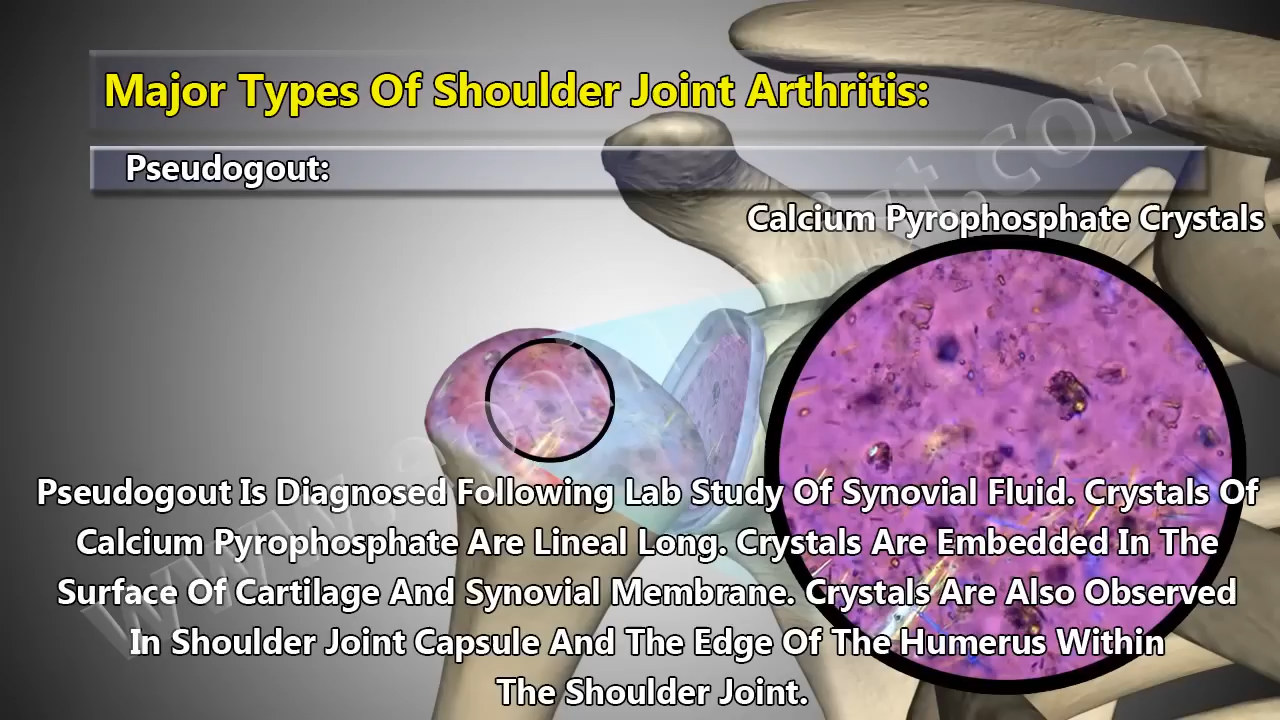 Major Types Of Shoulder Joint Arthritis:
Pseudogout:
Calcium Pyrophosphate Crystals
Pseudogout Is Diagnosed Following Lab Study Of Synovial Fluid. Crystals Of
Calcium Pyrophosphate Are Lineal Long. Crystals Are Embedded In The
Surface Of Cartilage And Synovial Membrane. Crystals Are Also Observed
In Shoulder Joint Capsule And The Edge Of The Humerus Within
The Shoulder Joint.